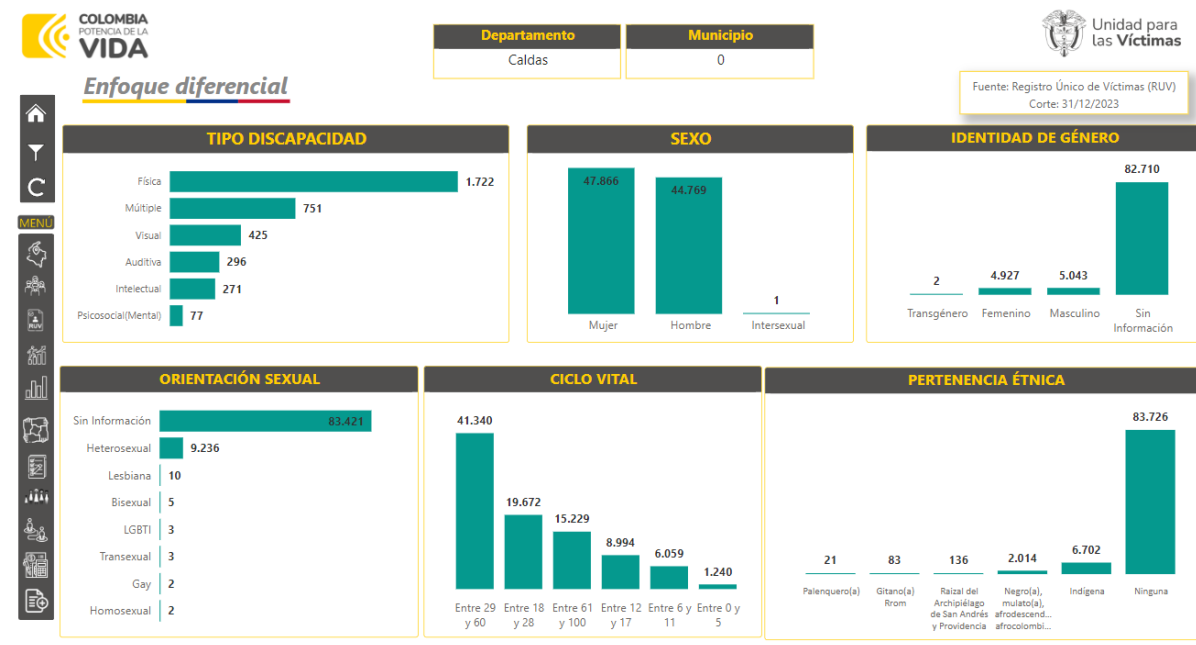 COLOMBIA
POTENCIA DE LA
VIDA
Departamento
Caldas
Municipio
0
Unidad para
las Víctimas
Enfoque diferencial
Fuente: Registro Único de Víctimas (RUV)
Corte: 31/12/2023
MENÚ
RUV
TIPO DISCAPACIDAD
Física 1.722
Múltiple 751
Visual 425
Auditiva 296
Intelectual 271
Psicosocial(Mental) 77
SEXO
47.866
44.769
1
Mujer Hombre Intersexual
IDENTIDAD DE GÉNERO
82.710
2 4.927 5.043
Transgénero Femenino Masculino Sin
Información
ORIENTACIÓN SEXUAL
Sin Información 83.421
Heterosexual 9.236
Lesbiana 10
Bisexual 5
LGBTI 3
Transexual 3
Gay 2
Homosexual 2
CICLO VITAL
41.340
19.672
15.229
8.994
6.059
1.240
Entre 29 Entre 18 Entre 61 Entre 12 Entre 6 y Entre 0 y
y 60 y 28 y 100 y 17 11 5
PERTENENCIA ÉTNICA
83.726
21 83 136 2.014 6.702
Palenquero(a) Gitano(a) Raizal del Negro(a), Indígena Ninguna
Rrom Archipiélago mulato(a),
de San Andrés afrodescend...
y Providencia afrocolombi...